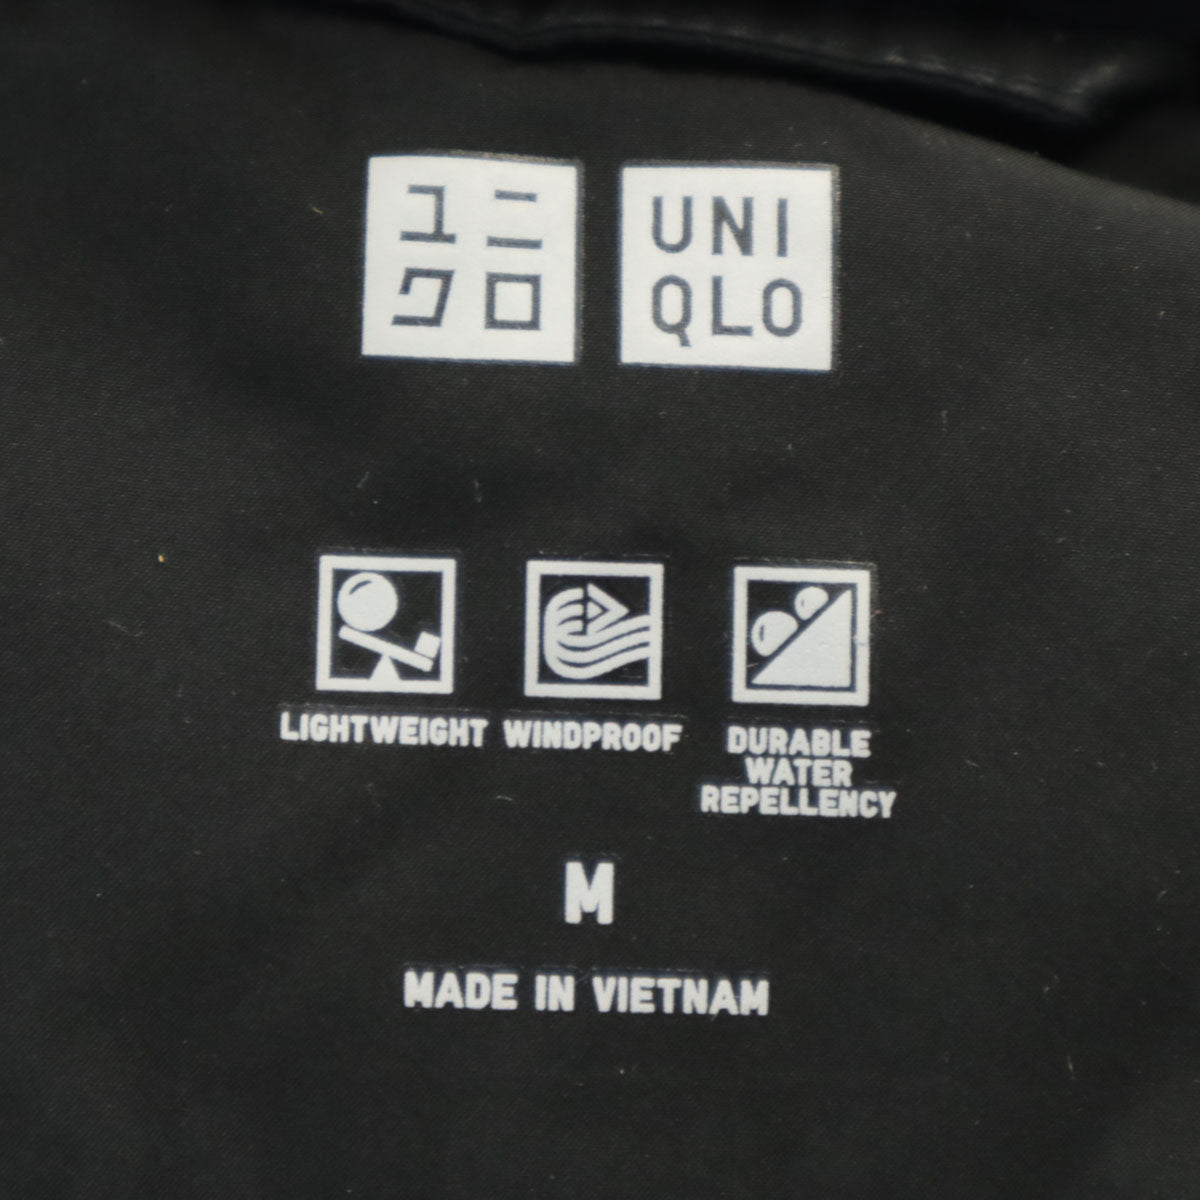 ユニ
クロ
UNI
QLO
LIGHTWEIGHT
WINDPROOF
DURABLE
WATER
REPELLENCY
M
MADE IN VIETNAM